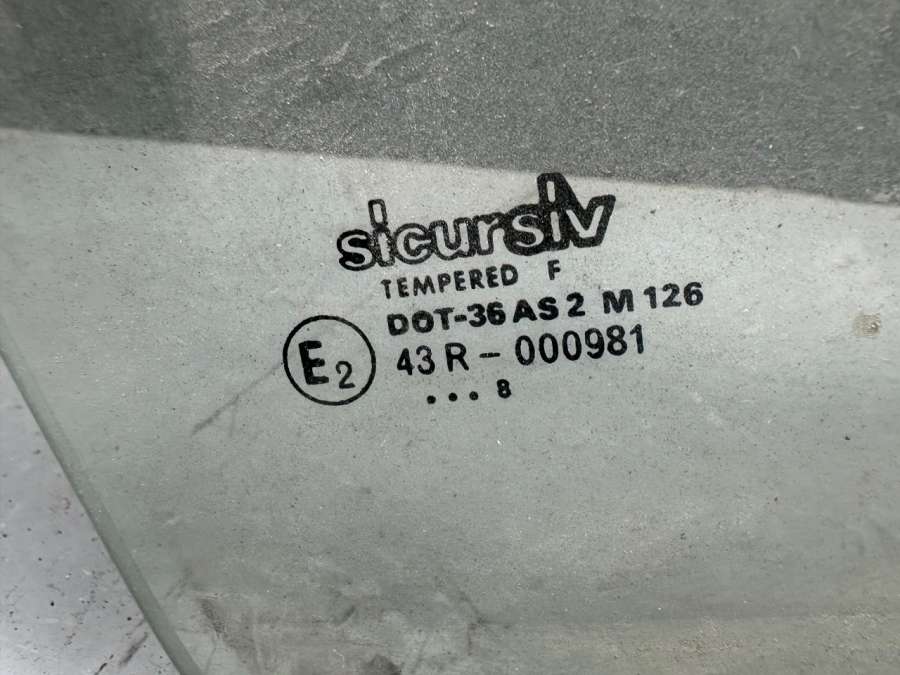 sicursiv
TEMPERED F
DOT-36 AS 2 M 126
E2
43 R - 000981
... 8